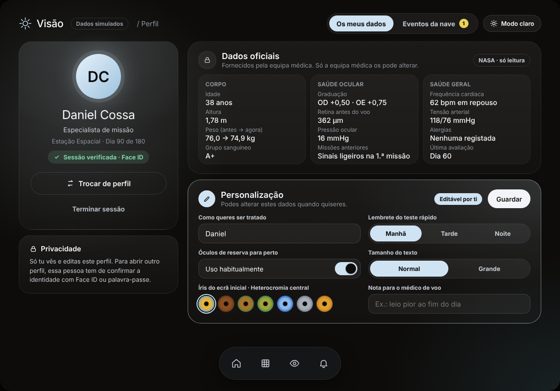 Visão
Dados simulados
/ Perfil
Os meus dados
Eventos da nave
1
Modo claro
DC
Daniel Cossa
Especialista de missão
Estação Espacial · Dia 90 de 180
Sessão verificada · Face ID
Trocar de perfil
Terminar sessão
Privacidade
Só tu vês e editas este perfil. Para abrir outro
perfil, essa pessoa tem de confirmar a
identidade com Face ID ou palavra-passe.
Dados oficiais
Fornecidos pela equipa médica. Só a equipa médica os pode alterar.
NASA · só leitura
CORPO
Idade
38 anos
Altura
1,78 m
Peso (antes → agora)
76,0 → 74,9 kg
Grupo sanguíneo
A+
SAÚDE OCULAR
Graduação
OD +0,50 · OE +0,75
Retina antes do voo
362 µm
Pressão ocular
16 mmHg
Missões anteriores
Sinais ligeiros na 1.ª missão
SAÚDE GERAL
Frequência cardíaca
62 bpm em repouso
Tensão arterial
118/76 mmHg
Alergias
Nenhuma registada
Última avaliação
Dia 60
Personalização
Podes alterar estes dados quando quiseres.
Editável por ti
Guardar
Como queres ser tratado
Daniel
Lembrete do teste rápido
Manhã
Tarde
Noite
Óculos de reserva para perto
Uso habitualmente
Tamanho do texto
Normal
Grande
Íris do ecrã inicial · Heterocromia central
Nota para o médico de voo
Ex.: leio pior ao fim do dia